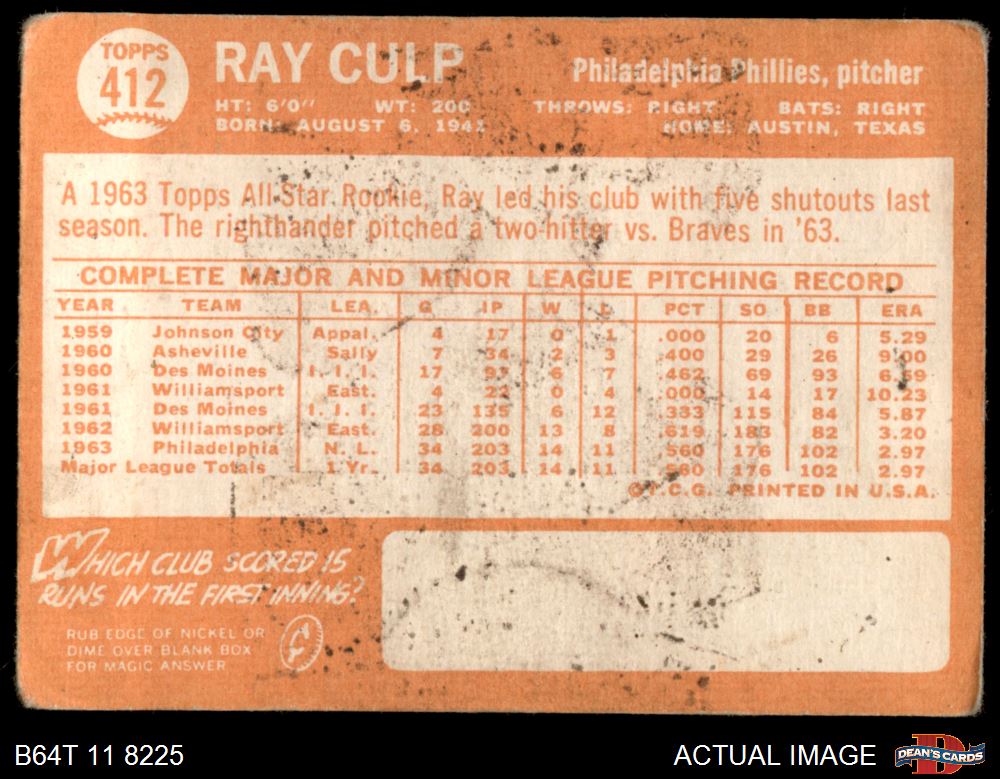 TOPPS
412
RAY CULP
Philadelphia Phillies, pitcher
HT: 6'0" WT: 200 THROWS: RIGHT BATS: RIGHT
BORN: AUGUST 6, 1941 HOME: AUSTIN, TEXAS
A 1963 Topps All-Star Rookie, Ray led his club with five shutouts last
season. The righthander pitched a two-hitter vs. Braves in '63.
COMPLETE MAJOR AND MINOR LEAGUE PITCHING RECORD
YEAR TEAM LEA. G IP W L PCT SO BB ERA
1959 Johnson City Appal. 4 17 0 1 .000 20 6 5.29
1960 Asheville Sally 7 34 2 3 .400 29 26 9.00
1960 Des Moines I. I. I. 17 93 6 7 .462 69 93 6.59
1961 Williamsport East. 4 22 0 4 .000 14 17 10.23
1961 Des Moines I. I. I. 23 135 6 12 .333 115 84 5.87
1962 Williamsport East. 28 200 13 8 .619 183 82 3.20
1963 Philadelphia N. L. 34 203 14 11 .560 176 102 2.97
Major League Totals 1 Yr. 34 203 14 11 .560 176 102 2.97
©T.C.G. PRINTED IN U.S.A.
WHICH CLUB SCORED 15
RUNS IN THE FIRST INNING?
RUB EDGE OF NICKEL OR
DIME OVER BLANK BOX
FOR MAGIC ANSWER
B64T 11 8225 ACTUAL IMAGE DEAN'S CARDS